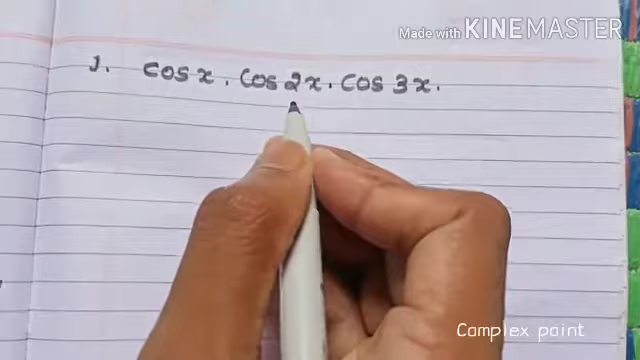 Made with KINEMASTER
1. cos x . cos 2x . cos 3x .
Complex point